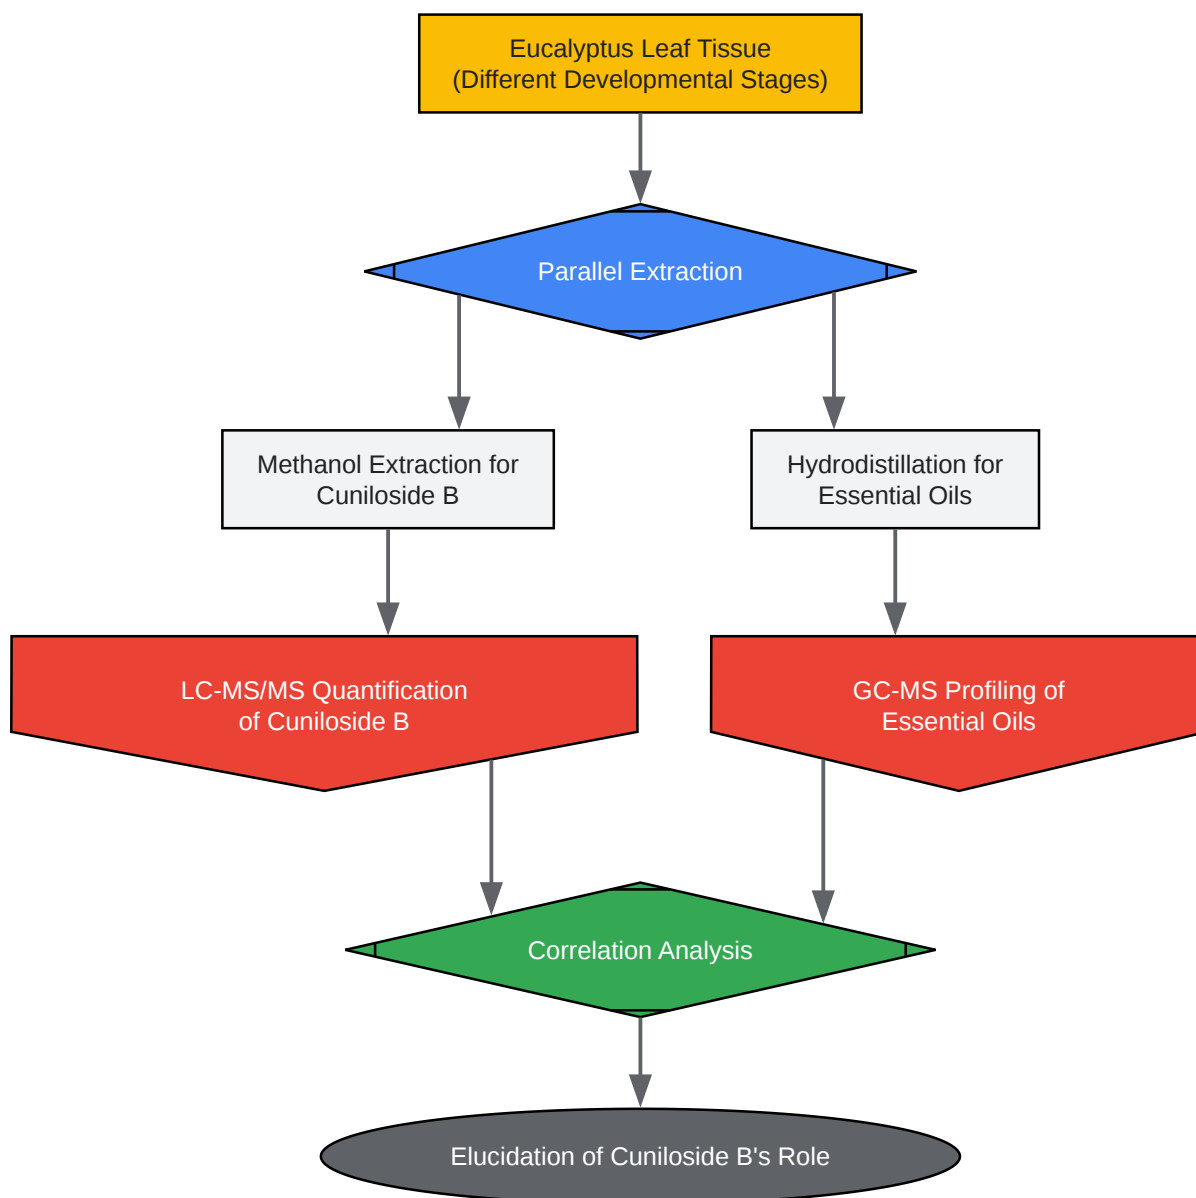 Eucalyptus Leaf Tissue
(Different Developmental Stages)
Parallel Extraction
Methanol Extraction for
Cuniloside B
Hydrodistillation for
Essential Oils
LC-MS/MS Quantification
of Cuniloside B
GC-MS Profiling of
Essential Oils
Correlation Analysis
Elucidation of Cuniloside B's Role